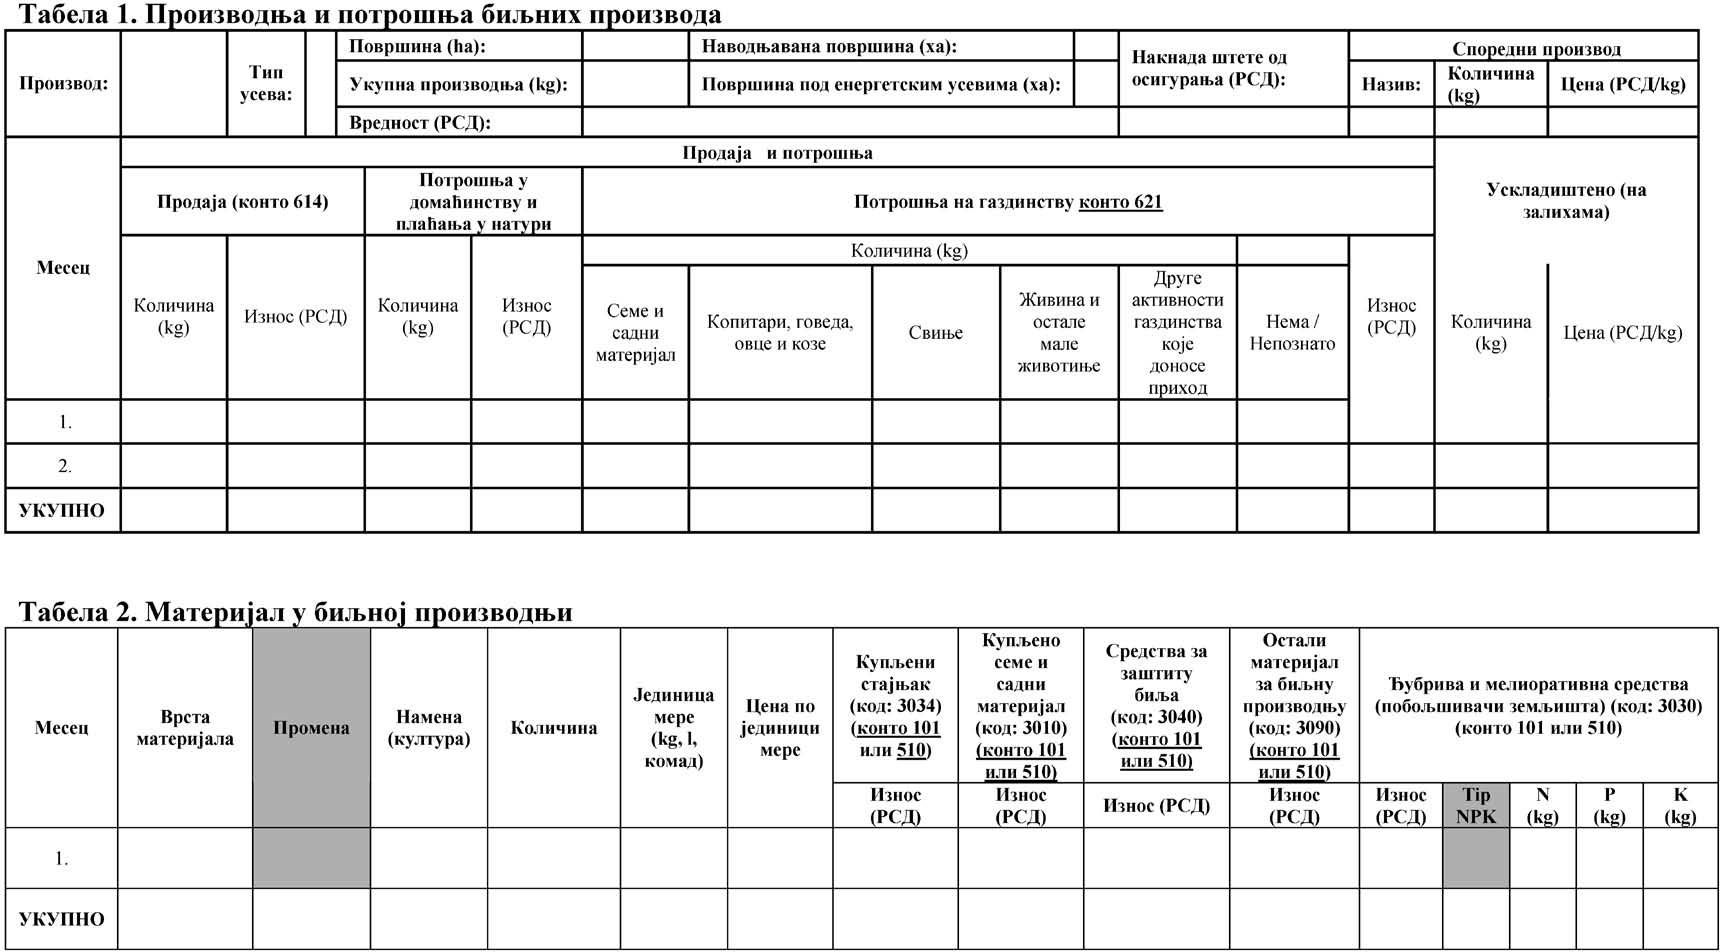 Табела 1. Производња и потрошња биљних производа
Производ:
Тип
усева:
Површина (ha):
Наводњавана површина (ха):
Накнада штете од
осигурања (РСД):
Споредни производ
Укупна производња (kg):
Површина под енергетским усевима (ха):
Назив:
Количина
(kg)
Цена (РСД/kg)
Вредност (РСД):
Месец
Продаја и потрошња
Ускладиштено (на
залихама)
Продаја (конто 614)
Потрошња у
домаћинству и
плаћања у натури
Потрошња на газдинству конто 621
Количина
(kg)
Износ (РСД)
Количина
(kg)
Износ
(РСД)
Количина (kg)
Семе и
садни
материјал
Копитари, говеда,
овце и козе
Свиње
Живина и
остале
мале
животиње
Друге
активности
газдинства
које
доносе
приход
Нема /
Непознато
Износ
(РСД)
Количина
(kg)
Цена (РСД/kg)
1.
2.
УКУПНО
Табела 2. Материјал у биљној производњи
Месец
Врста
материјала
Промена
Намена
(култура)
Количина
Јединица
мере
(kg, l,
комад)
Цена по
јединици
мере
Купљени
стајњак
(код: 3034)
(конто 101
или 510)
Купљено
семе и
садни
материјал
(код: 3010)
(конто 101
или 510)
Средства за
заштиту
биља
(код: 3040)
(конто 101
или 510)
Остали
материјал
за биљну
производњу
(код: 3090)
(конто 101
или 510)
Ђубрива и мелиоративна средства
(побољшивачи земљишта) (код: 3030)
(конто 101 или 510)
Износ
(РСД)
Износ
(РСД)
Износ (РСД)
Износ
(РСД)
Износ
(РСД)
Tip
NPK
N
(kg)
P
(kg)
K
(kg)
1.
УКУПНО